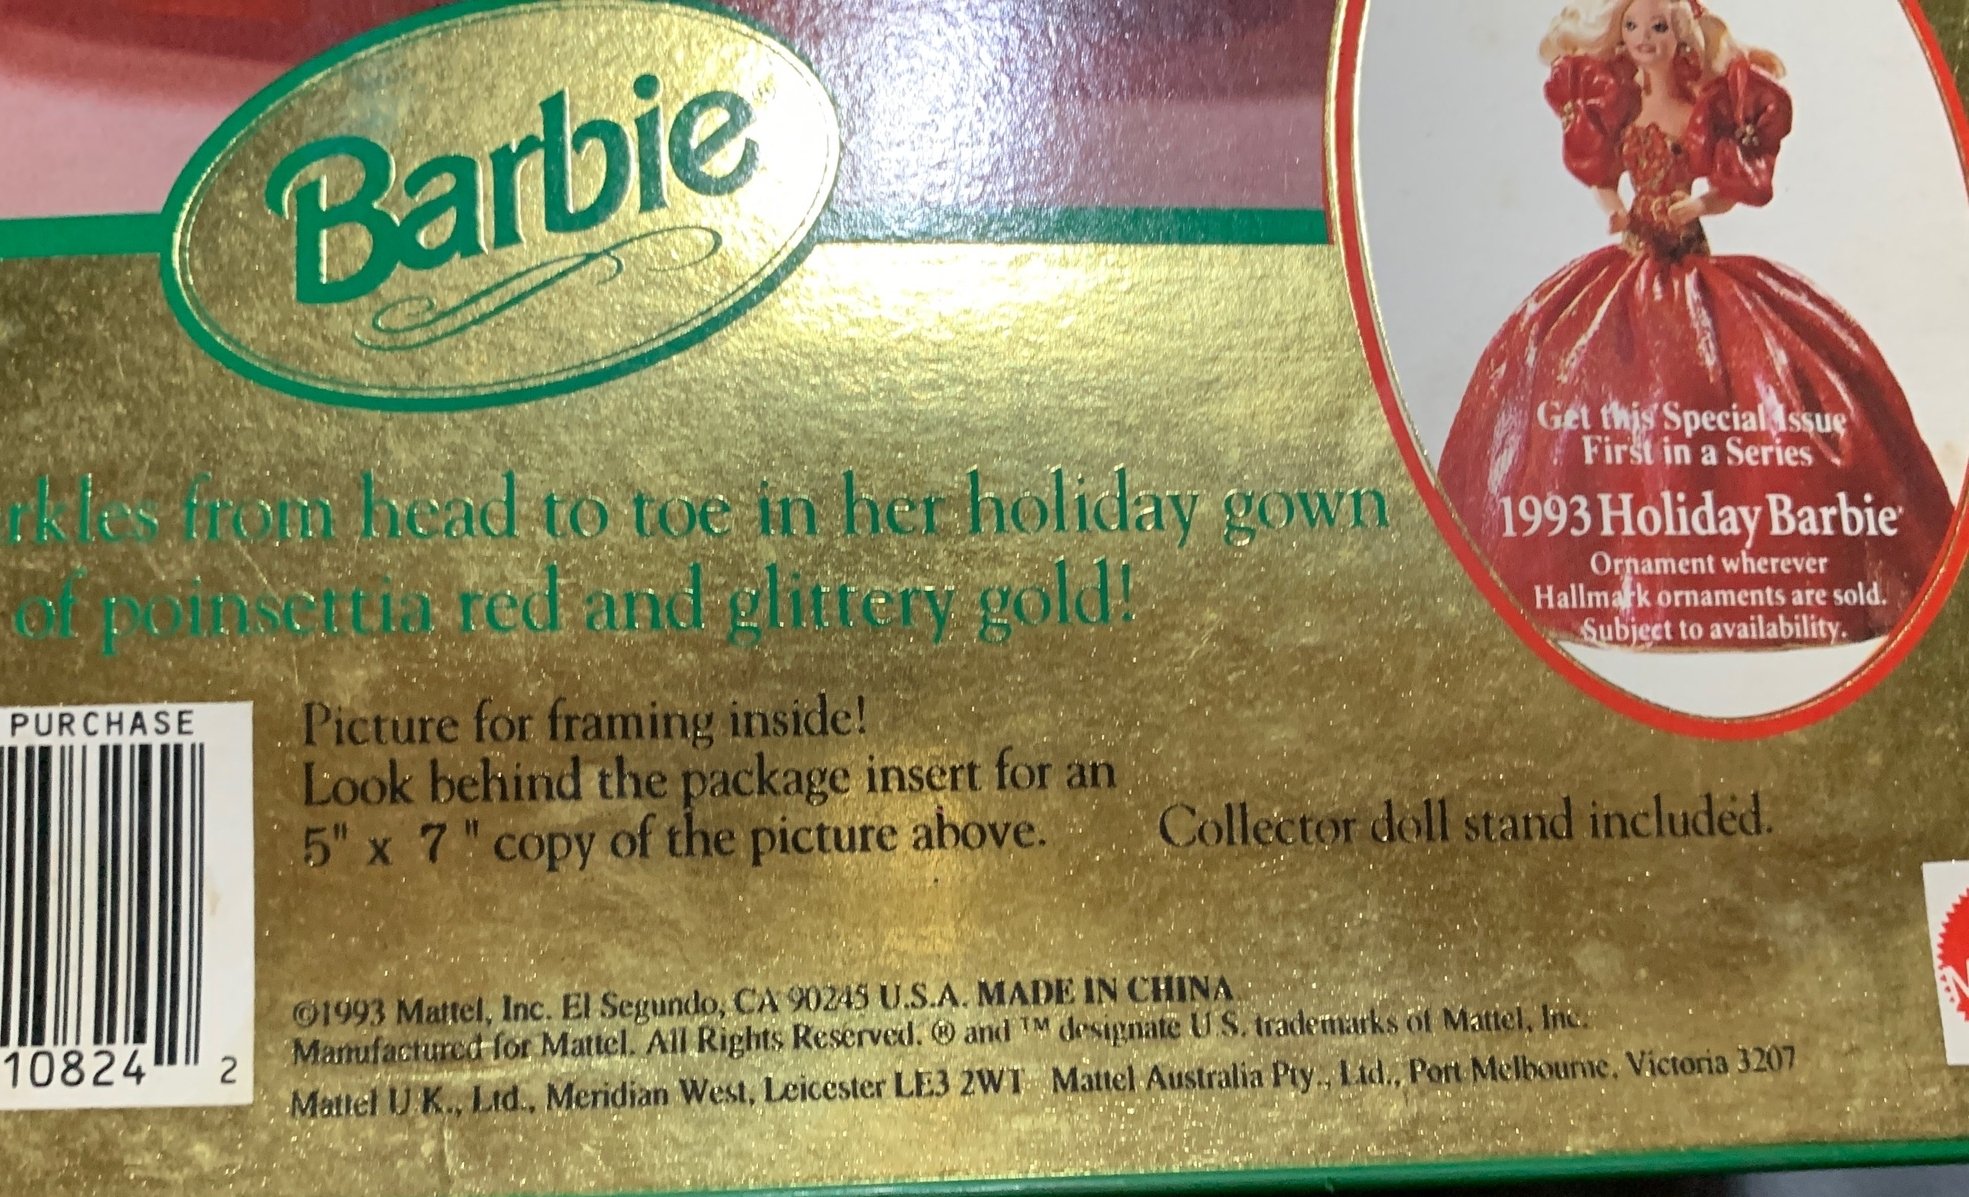 Barbie
rkles from head to toe in her holiday gown
of poinsettia red and glittery gold!
Get this Special Issue
First in a Series
1993 Holiday Barbie
Ornament wherever
Hallmark ornaments are sold.
Subject to availability.
PURCHASE
10824 2
Picture for framing inside!
Look behind the package insert for an
5" x 7" copy of the picture above.
Collector doll stand included.
©1993 Mattel, Inc. El Segundo, CA 90245 U.S.A. MADE IN CHINA
Manufactured for Mattel. All Rights Reserved. ® and ™ designate U.S. trademarks of Mattel, Inc.
Mattel U.K., Ltd., Meridian West, Leicester LE3 2WT Mattel Australia Pty., Ltd., Port Melbourne, Victoria 3207